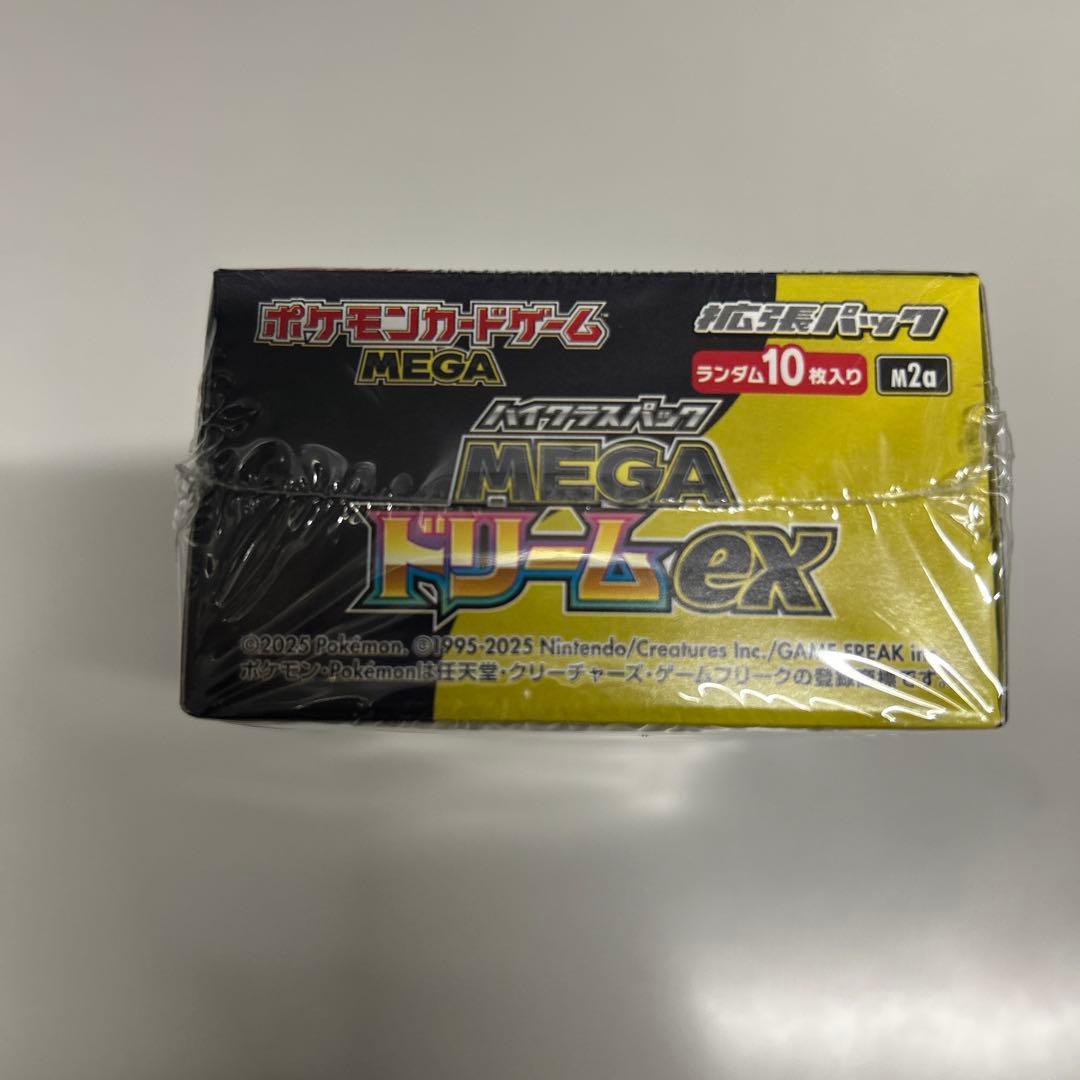 ポケモンカードゲーム
MEGA
拡張パック
ランダム10枚入り
M2a
ハイクラスパック
MEGA
ドリームex
©2025 Pokémon. ©1995-2025 Nintendo/Creatures Inc./GAME FREAK inc.
ポケモン・Pokémonは任天堂・クリーチャーズ・ゲームフリークの登録商標です。